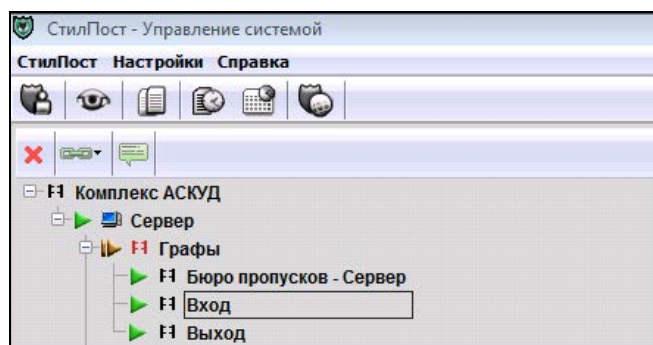 СтилПост - Управление системой
СтилПост Настройки Справка
Комплекс АСКУД
Сервер
Графы
Бюро пропусков - Сервер
Вход
Выход